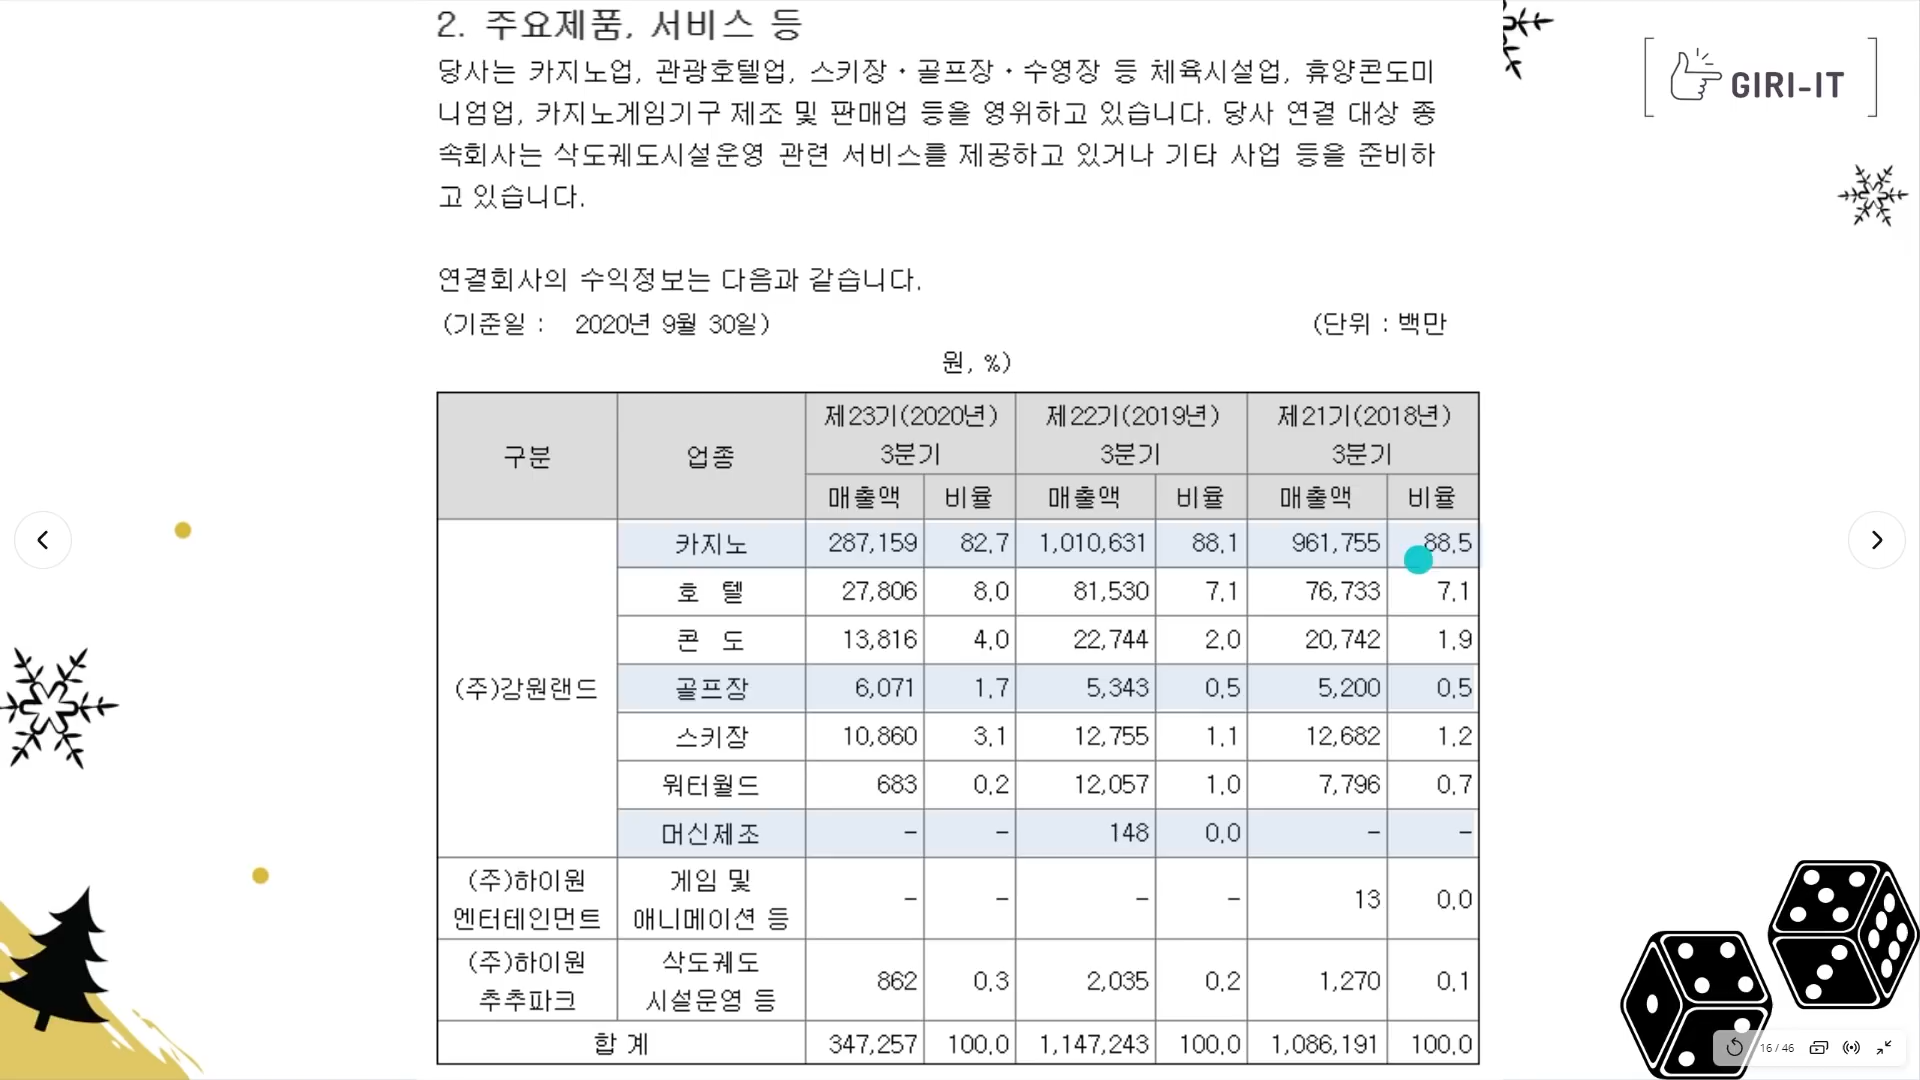 2. 주요제품, 서비스 등
당사는 카지노업, 관광호텔업, 스키장・골프장・수영장 등 체육시설업, 휴양콘도미
니엄업, 카지노게임기구 제조 및 판매업 등을 영위하고 있습니다. 당사 연결 대상 종
속회사는 삭도궤도시설운영 관련 서비스를 제공하고 있거나 기타 사업 등을 준비하
고 있습니다.
GIRI-IT
연결회사의 수익정보는 다음과 같습니다.
(기준일 : 2020년 9월 30일) (단위 : 백만
원, %)
구분 업종 제23기(2020년) 3분기 제22기(2019년) 3분기 제21기(2018년) 3분기
매출액 비율 매출액 비율 매출액 비율
(주)강원랜드 카지노 287,159 82.7 1,010,631 88.1 961,755 88.5
호 텔 27,806 8.0 81,530 7.1 76,733 7.1
콘 도 13,816 4.0 22,744 2.0 20,742 1.9
골프장 6,071 1.7 5,343 0.5 5,200 0.5
스키장 10,860 3.1 12,755 1.1 12,682 1.2
워터월드 683 0.2 12,057 1.0 7,796 0.7
머신제조 - - 148 0.0 - -
(주)하이원 엔터테인먼트 게임 및 애니메이션 등 - - - - 13 0.0
(주)하이원 추추파크 삭도궤도 시설운영 등 862 0.3 2,035 0.2 1,270 0.1
합 계 347,257 100.0 1,147,243 100.0 1,086,191 100.0
16 / 46